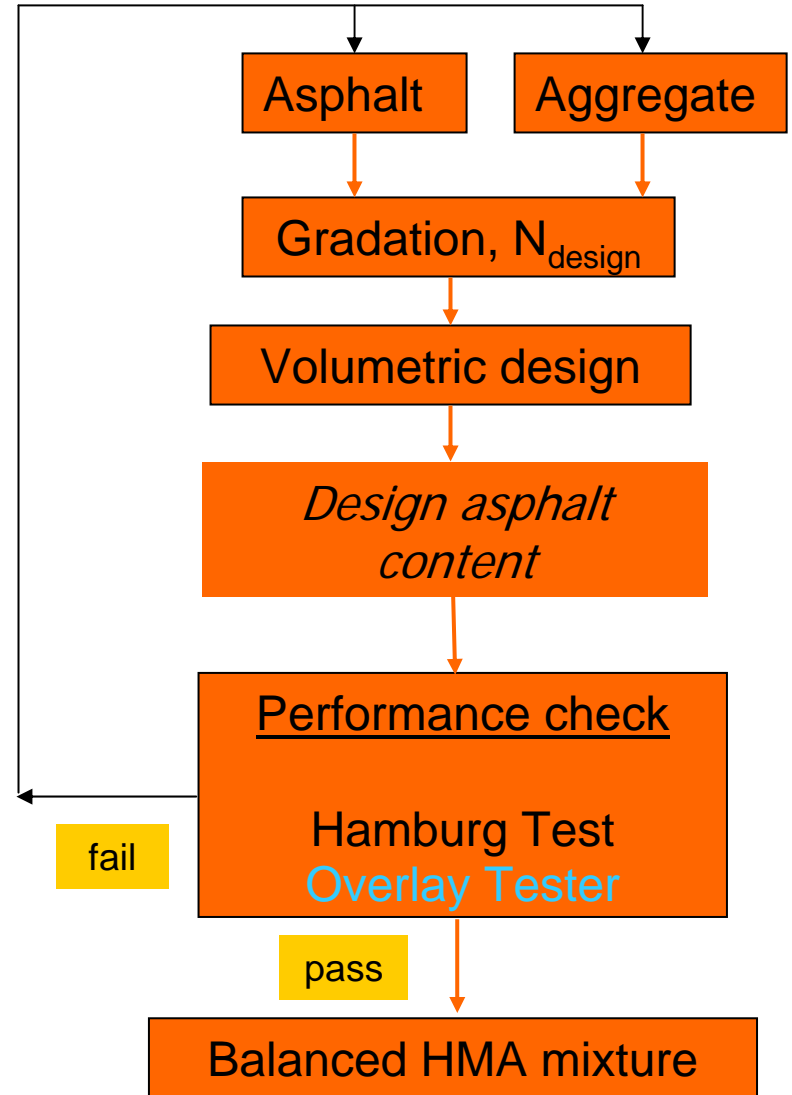 Asphalt
Aggregate
Gradation, N_design
Volumetric design
Design asphalt
content
Performance check
Hamburg Test
Overlay Tester
fail
pass
Balanced HMA mixture